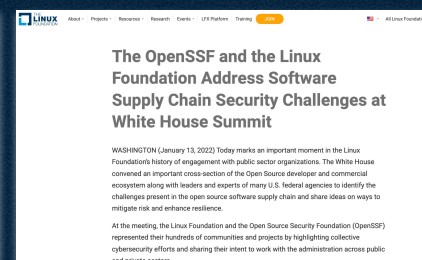 THE
LINUX
FOUNDATION
About Projects Resources Research Events LFX Platform Training JOIN All Linux Foundati
The OpenSSF and the Linux
Foundation Address Software
Supply Chain Security Challenges at
White House Summit
WASHINGTON (January 13, 2022) Today marks an important moment in the Linux
Foundation's history of engagement with public sector organizations. The White House
convened an important cross-section of the Open Source developer and commercial
ecosystem along with leaders and experts of many U.S. federal agencies to identify the
challenges present in the open source software supply chain and share ideas on ways to
mitigate risk and enhance resilience.
At the meeting, the Linux Foundation and the Open Source Security Foundation (OpenSSF)
represented their hundreds of communities and projects by highlighting collective
cybersecurity efforts and sharing their intent to work with the administration across public
and private sectors